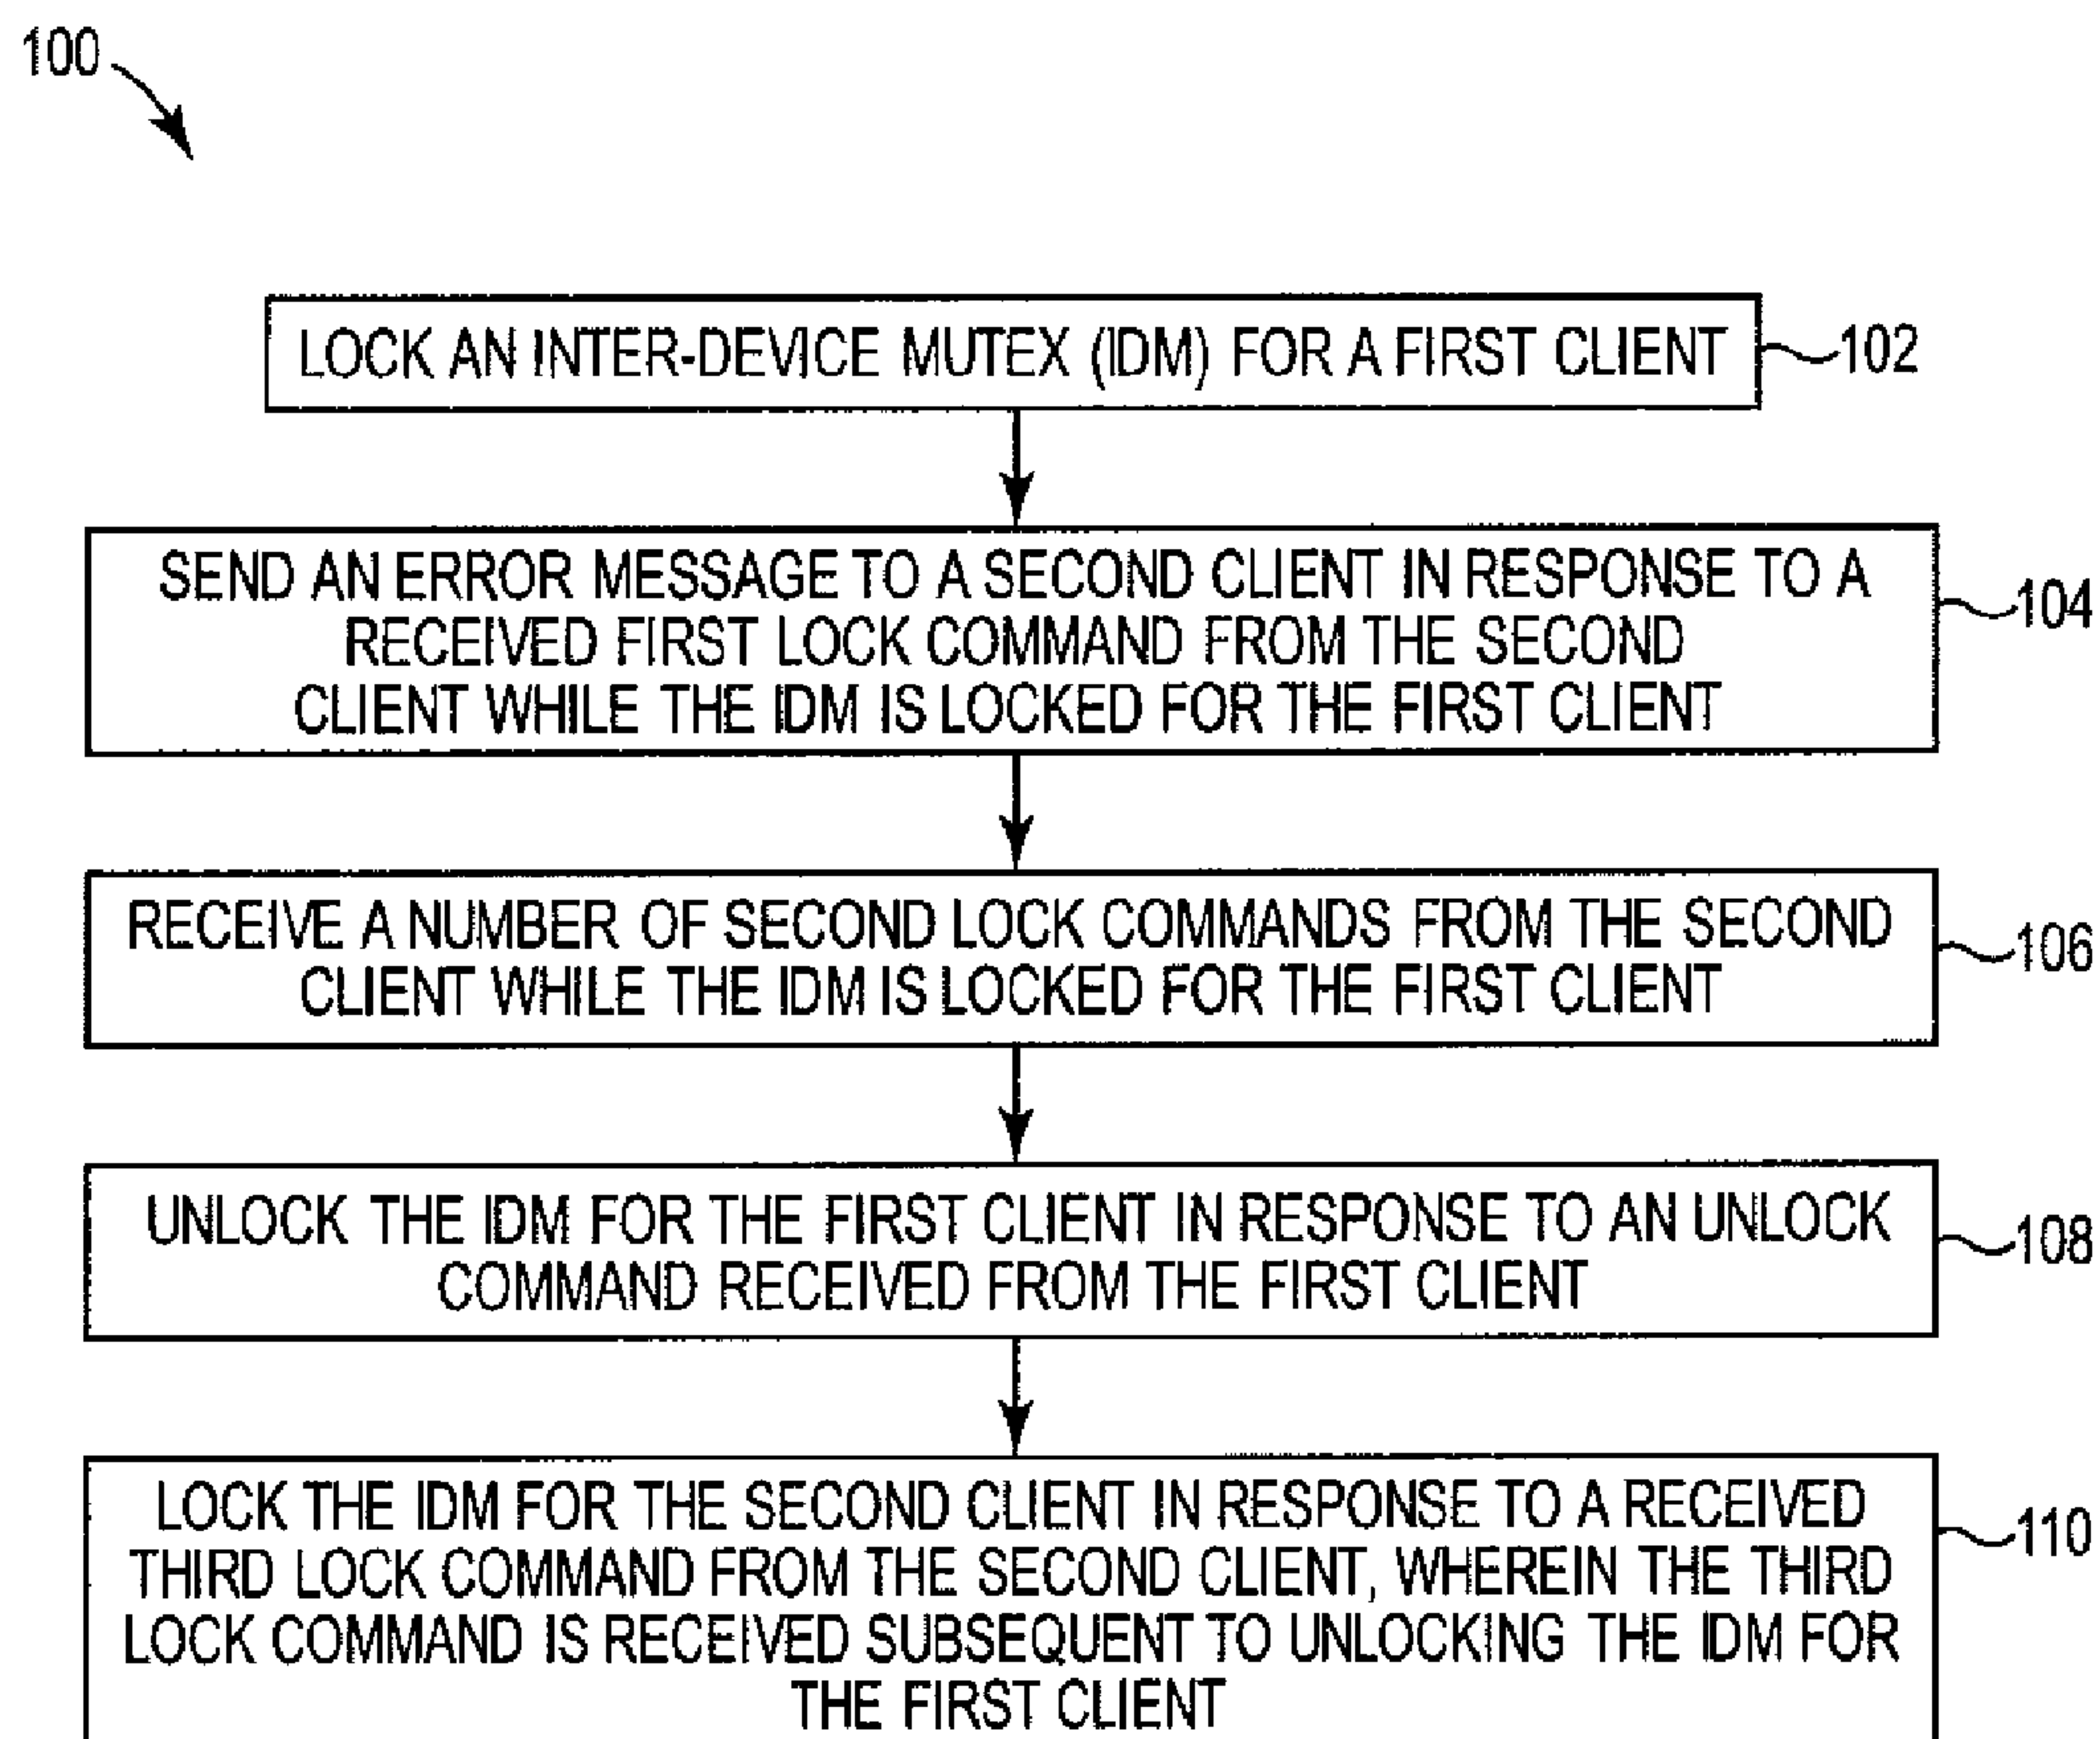 100
LOCK AN INTER-DEVICE MUTEX (IDM) FOR A FIRST CLIENT
102
SEND AN ERROR MESSAGE TO A SECOND CLIENT IN RESPONSE TO A
RECEIVED FIRST LOCK COMMAND FROM THE SECOND
CLIENT WHILE THE IDM IS LOCKED FOR THE FIRST CLIENT
104
RECEIVE A NUMBER OF SECOND LOCK COMMANDS FROM THE SECOND
CLIENT WHILE THE IDM IS LOCKED FOR THE FIRST CLIENT
106
UNLOCK THE IDM FOR THE FIRST CLIENT IN RESPONSE TO AN UNLOCK
COMMAND RECEIVED FROM THE FIRST CLIENT
108
LOCK THE IDM FOR THE SECOND CLIENT IN RESPONSE TO A RECEIVED
THIRD LOCK COMMAND FROM THE SECOND CLIENT, WHEREIN THE THIRD
LOCK COMMAND IS RECEIVED SUBSEQUENT TO UNLOCKING THE IDM FOR
THE FIRST CLIENT
110